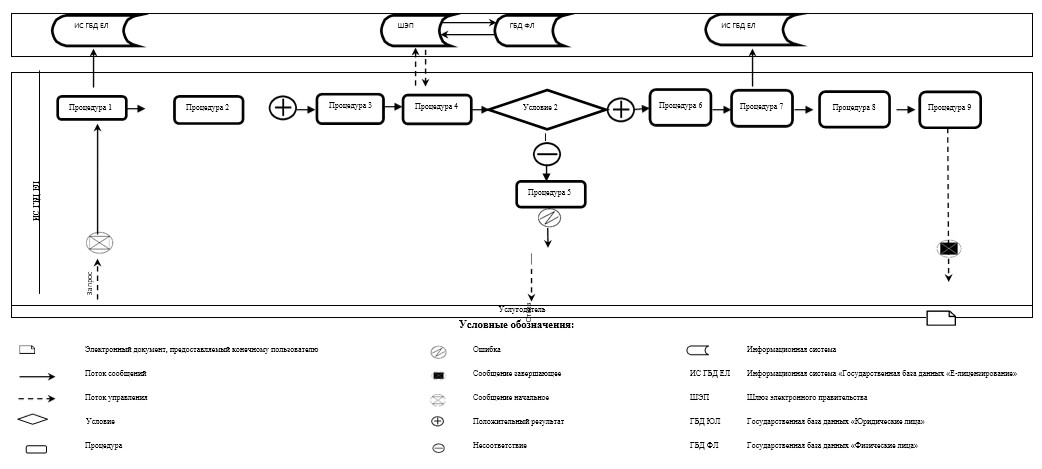 ИС ГБД ЕЛ
ШЭП
ГБД ФЛ
ИС ГБД ЕЛ
Процедура 1
Процедура 2
Процедура 3
Процедура 4
Условие 2
Процедура 6
Процедура 7
Процедура 8
Процедура 9
Процедура 5
ИС ГБД ЕЛ
Запрос
Услугодатель
Условные обозначения:
Электронный документ, предоставляемый конечному пользователю
Ошибка
Информационная система
Поток сообщений
Сообщение завершающее
ИС ГБД ЕЛ
Информационная система «Государственная база данных «Е-лицензирование»
Поток управления
Сообщение начальное
ШЭП
Шлюз электронного правительства
Условие
Положительный результат
ГБД ЮЛ
Государственная база данных «Юридические лица»
Процедура
Несоответствие
ГБД ФЛ
Государственная база данных «Физические лица»